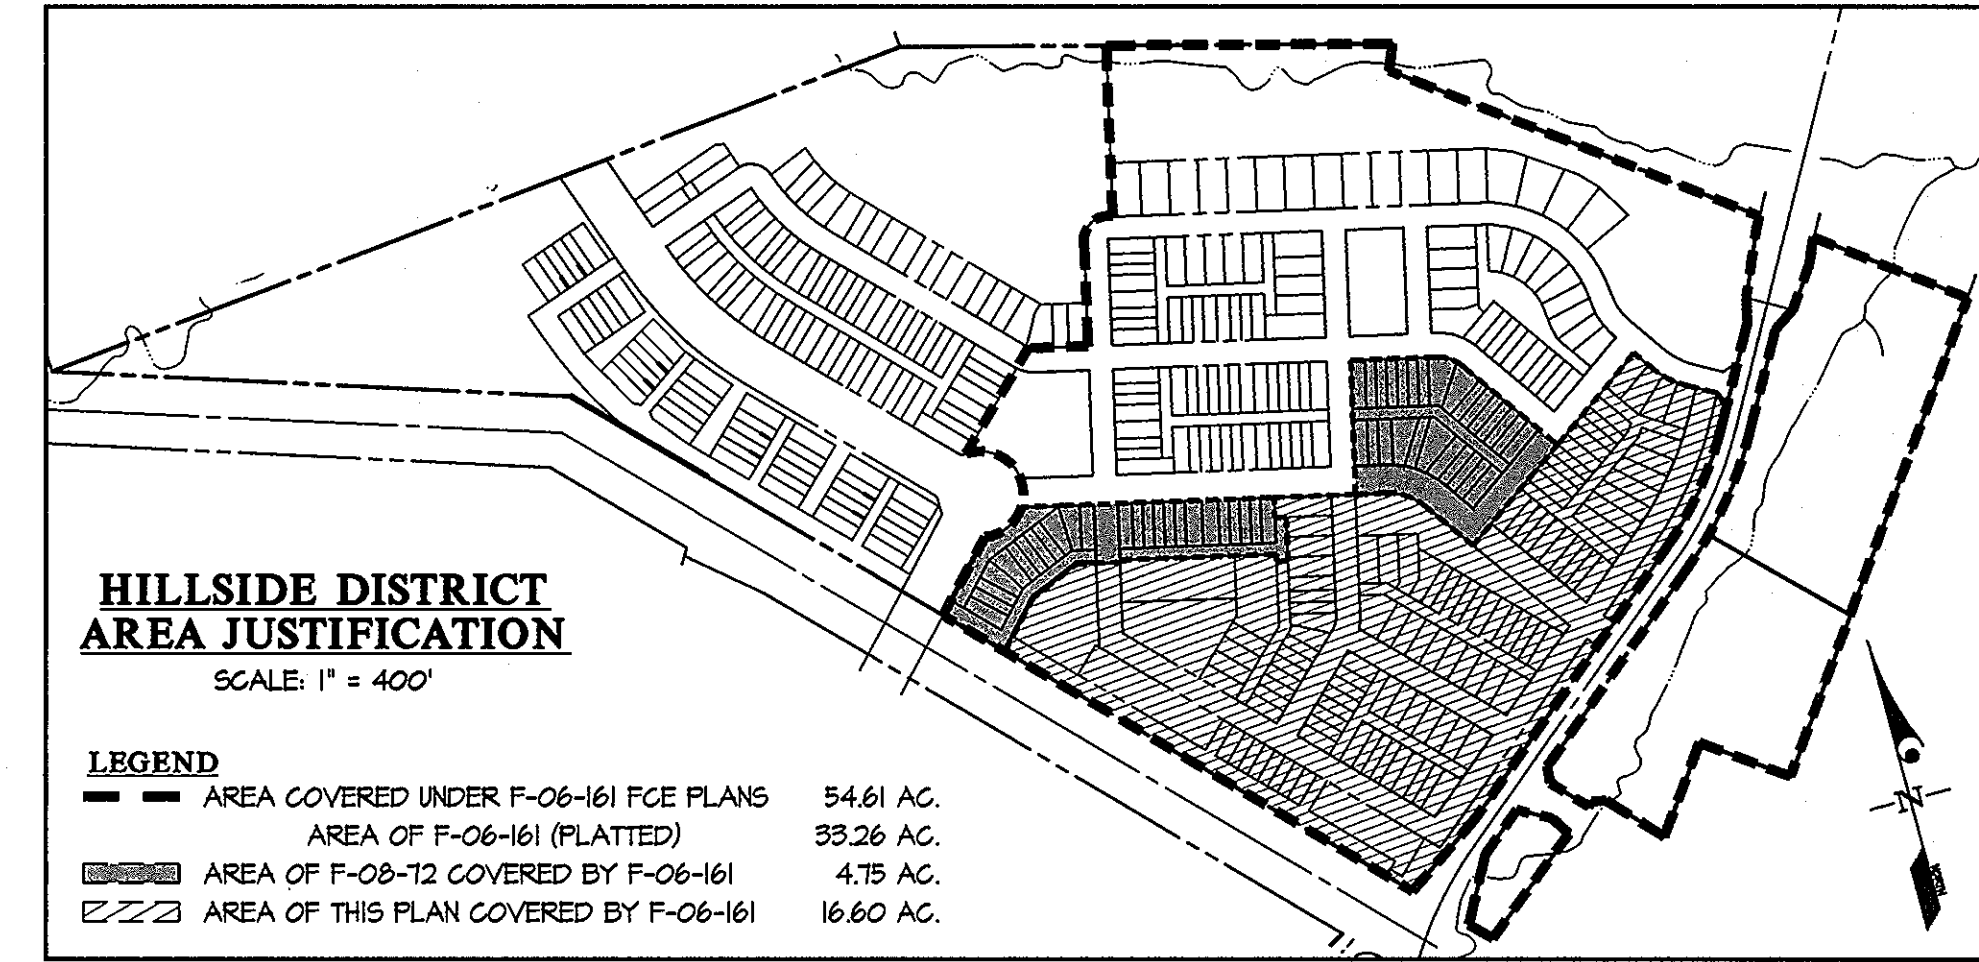 HILLSIDE DISTRICT
AREA JUSTIFICATION
SCALE: 1" = 400'
LEGEND
AREA COVERED UNDER F-06-161 FCE PLANS 54.61 AC.
AREA OF F-06-161 (PLATTED) 33.26 AC.
AREA OF F-08-72 COVERED BY F-06-161 4.75 AC.
AREA OF THIS PLAN COVERED BY F-06-161 16.60 AC.
N